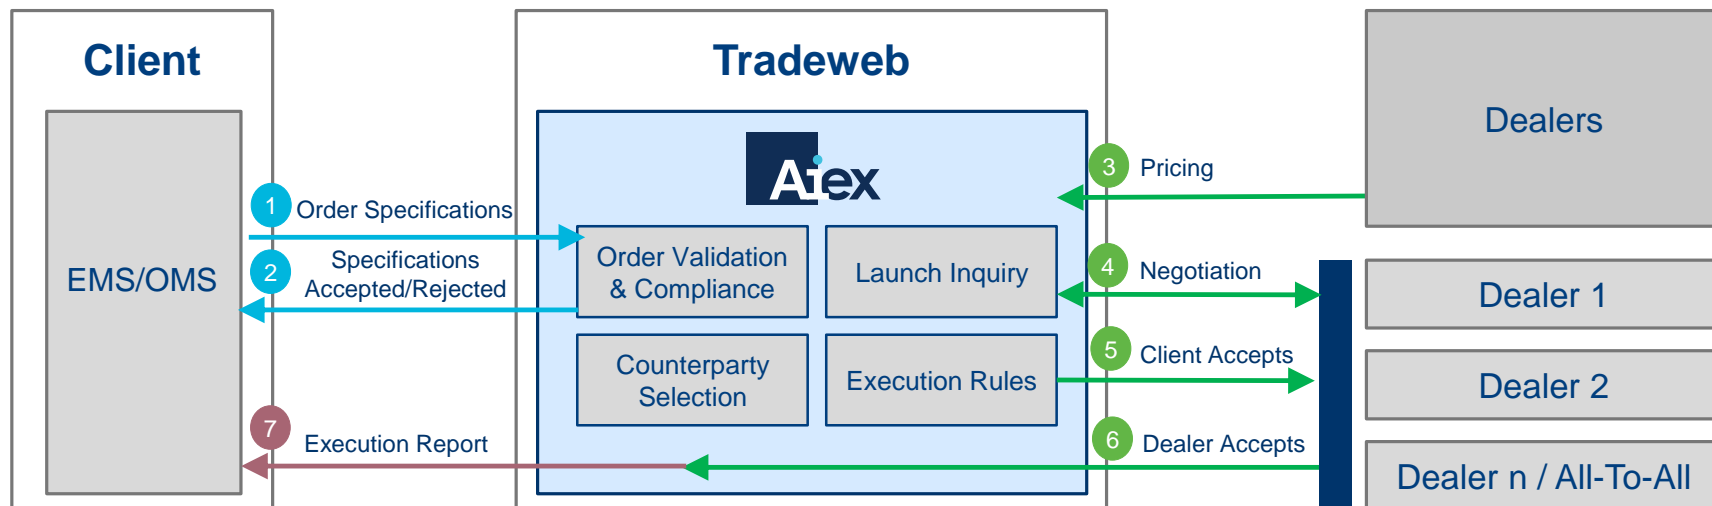 Client
Tradeweb
Dealers
Aiex
3 Pricing
1 Order Specifications
EMS/OMS
2 Specifications
Accepted/Rejected
Order Validation
& Compliance
Launch Inquiry
4 Negotiation
Dealer 1
5 Client Accepts
Counterparty
Selection
Execution Rules
Dealer 2
7 Execution Report
6 Dealer Accepts
Dealer n / All-To-All